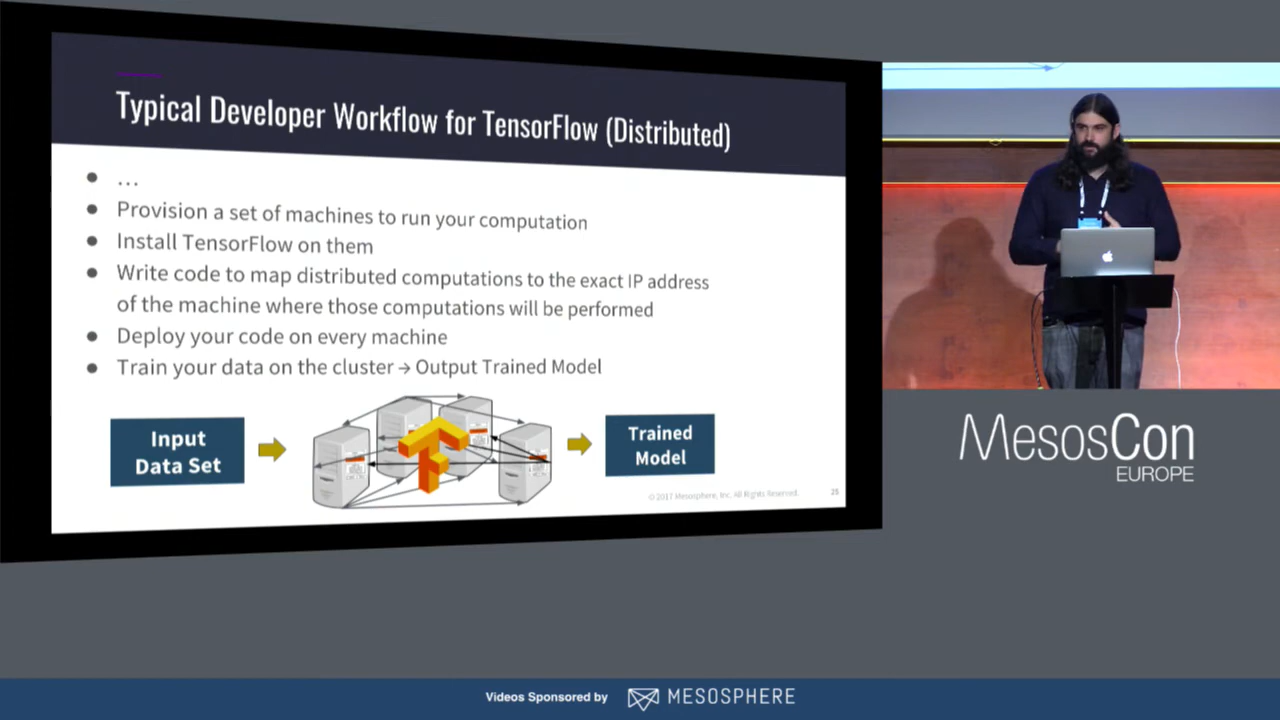 Typical Developer Workflow for TensorFlow (Distributed)
● ...
● Provision a set of machines to run your computation
● Install TensorFlow on them
● Write code to map distributed computations to the exact IP address
of the machine where those computations will be performed
● Deploy your code on every machine
● Train your data on the cluster → Output Trained Model
Input
Data Set
Trained
Model
© 2017 Mesosphere, Inc. All Rights Reserved.
25
MesosCon
EUROPE
Videos Sponsored by
MESOSPHERE